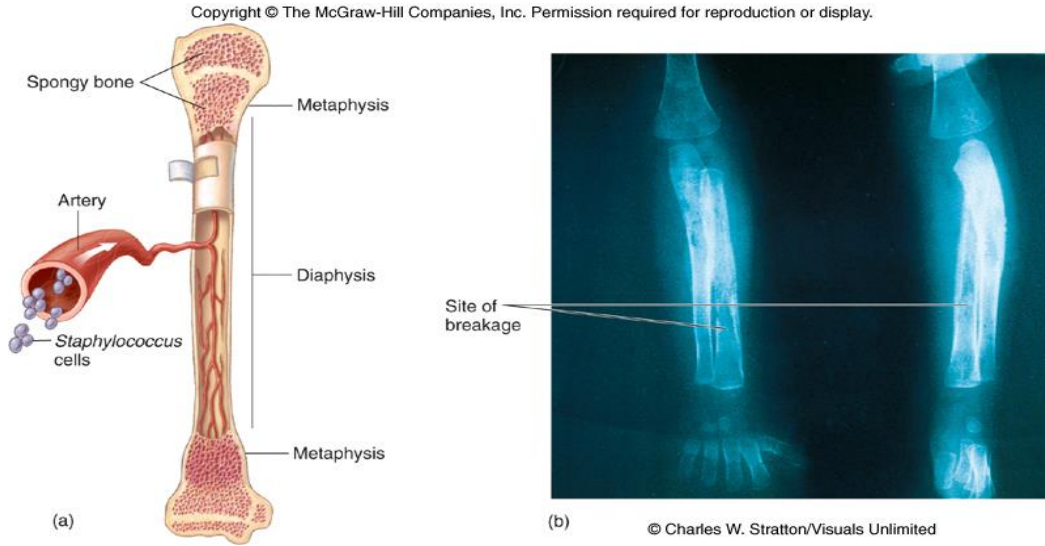 Copyright © The McGraw-Hill Companies, Inc. Permission required for reproduction or display.
Spongy bone
Metaphysis
Artery
Diaphysis
Staphylococcus
cells
Metaphysis
(a)
Site of
breakage
(b)
© Charles W. Stratton/Visuals Unlimited